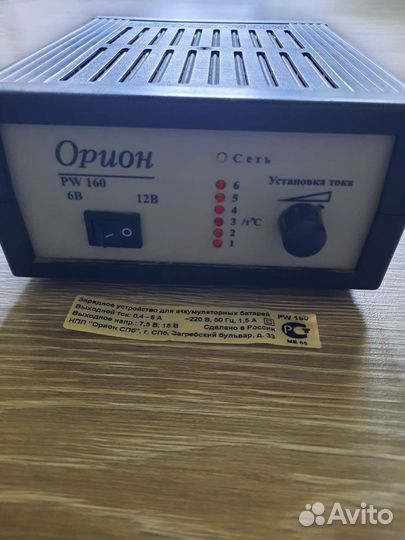 Орион
PW 160
6В 12В
Сеть
6
5
4
3 /t°C
2
1
Установка тока
Зарядное устройство для аккумуляторных батарей
Выходной ток: 0,4 - 6 А ~220 В, 50 Гц, 1,5 А
Выходное напр.: 7,5 В; 15 В Сделано в России
НПП "Орион СПб", г. СПб, Загребский бульвар, д. 33
PW 160
МЕ 65
Avito